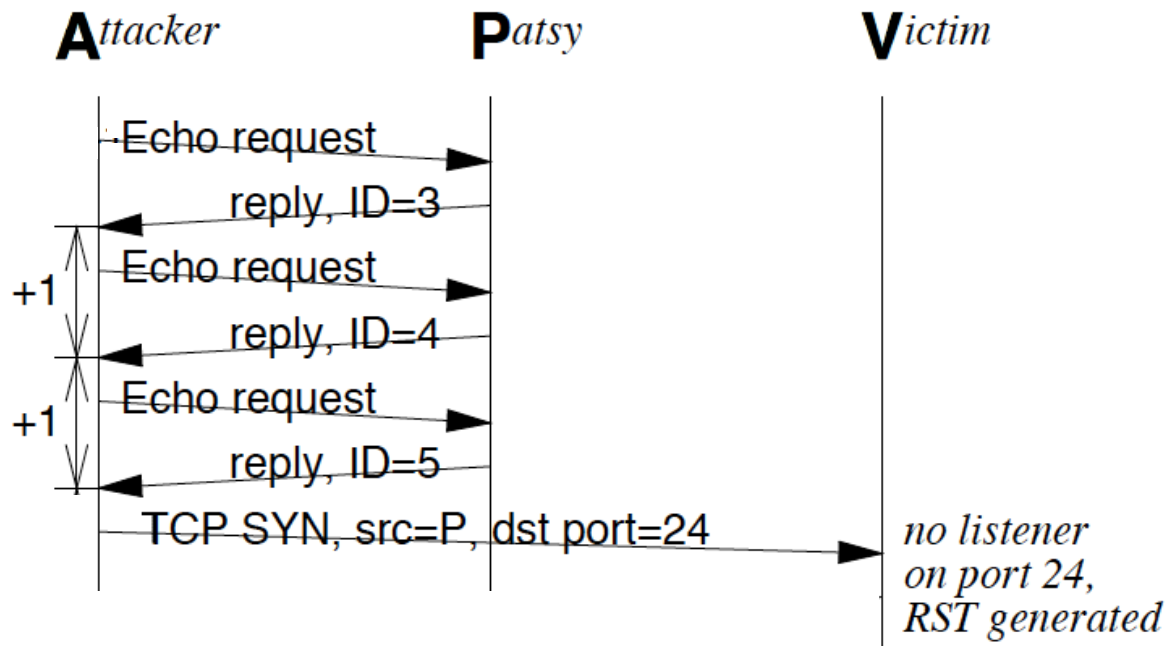 Attacker Patsy Victim
Echo request
reply, ID=3
+1
Echo request
reply, ID=4
+1
Echo request
reply, ID=5
TCP SYN, src=P, dst port=24
no listener
on port 24,
RST generated